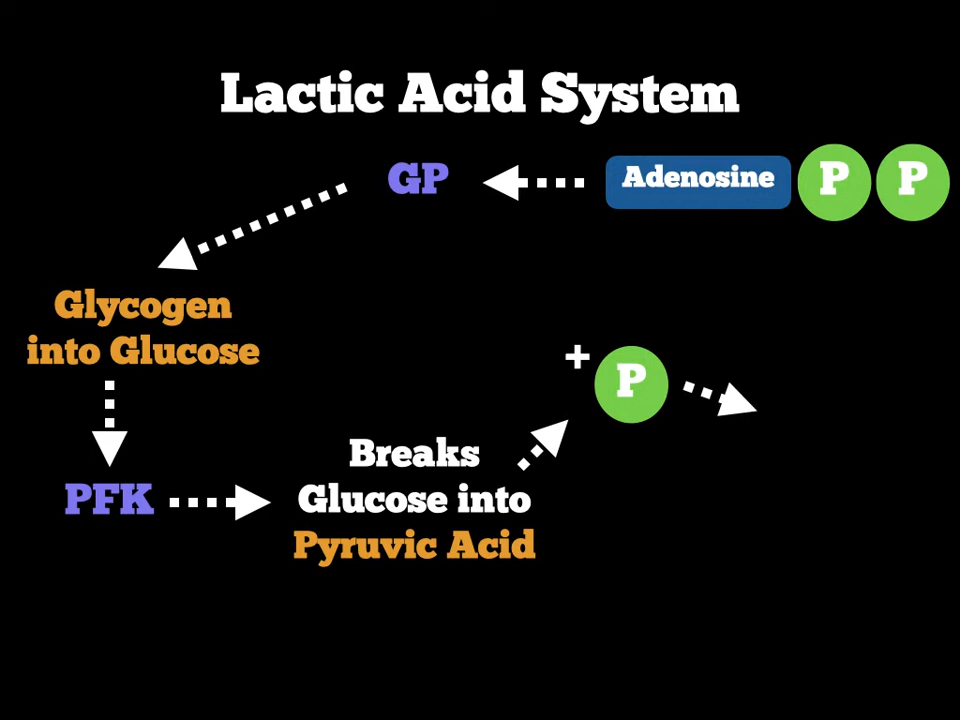 Lactic Acid System
GP
Adenosine P P
Glycogen
into Glucose
+ P
PFK
Breaks
Glucose into
Pyruvic Acid